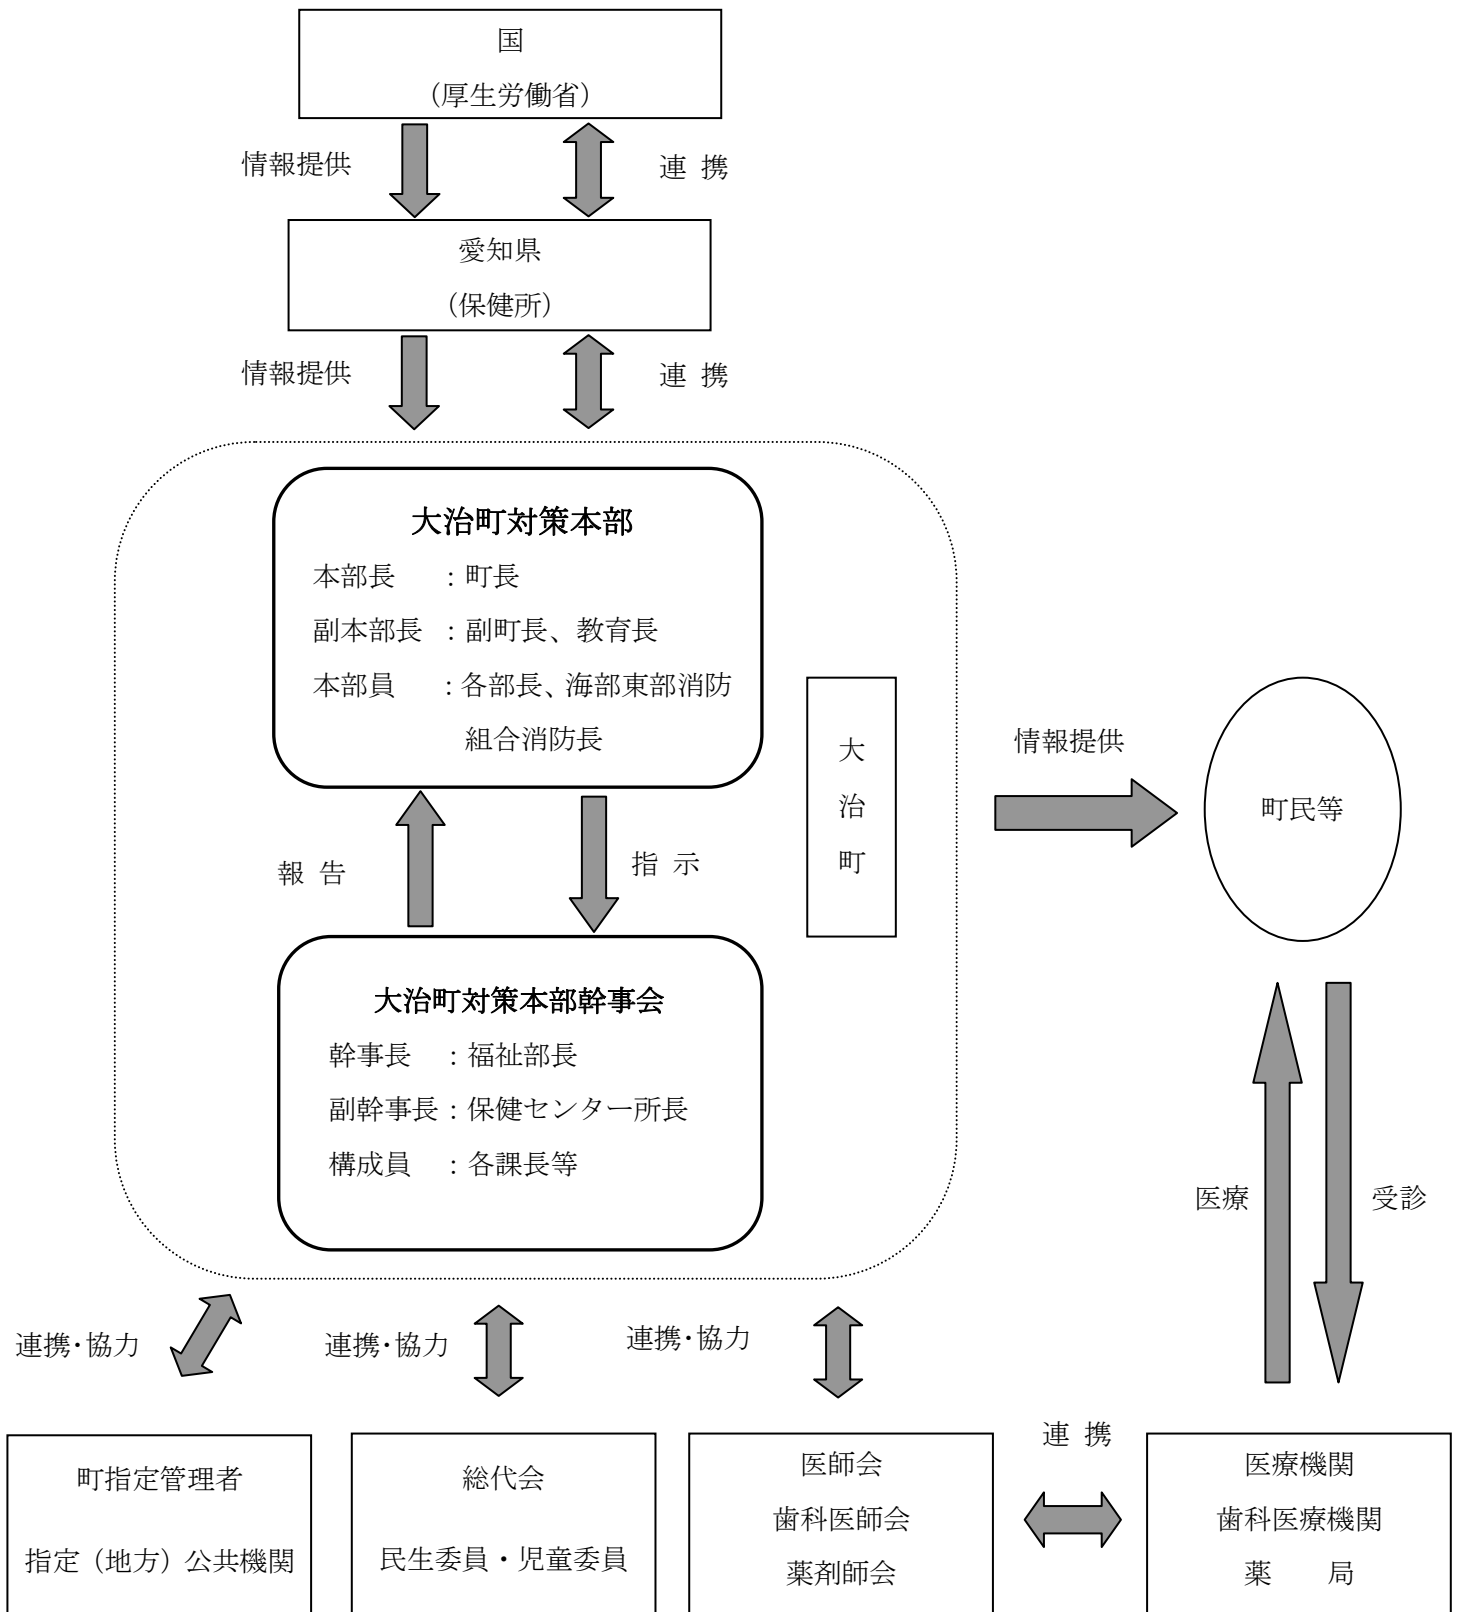 国
（厚生労働省）
情報提供
連 携
愛知県
（保健所）
情報提供
連 携
大治町対策本部
本部長　：町長
副本部長 ：副町長、教育長
本部員　：各部長、海部東部消防
組合消防長
報 告
指 示
大治町
情報提供
町民等
大治町対策本部幹事会
幹事長　：福祉部長
副幹事長：保健センター所長
構成員　：各課長等
医療
受診
連携・協力
連携・協力
連携・協力
町指定管理者
指定（地方）公共機関
総代会
民生委員・児童委員
医師会
歯科医師会
薬剤師会
連 携
医療機関
歯科医療機関
薬　　局